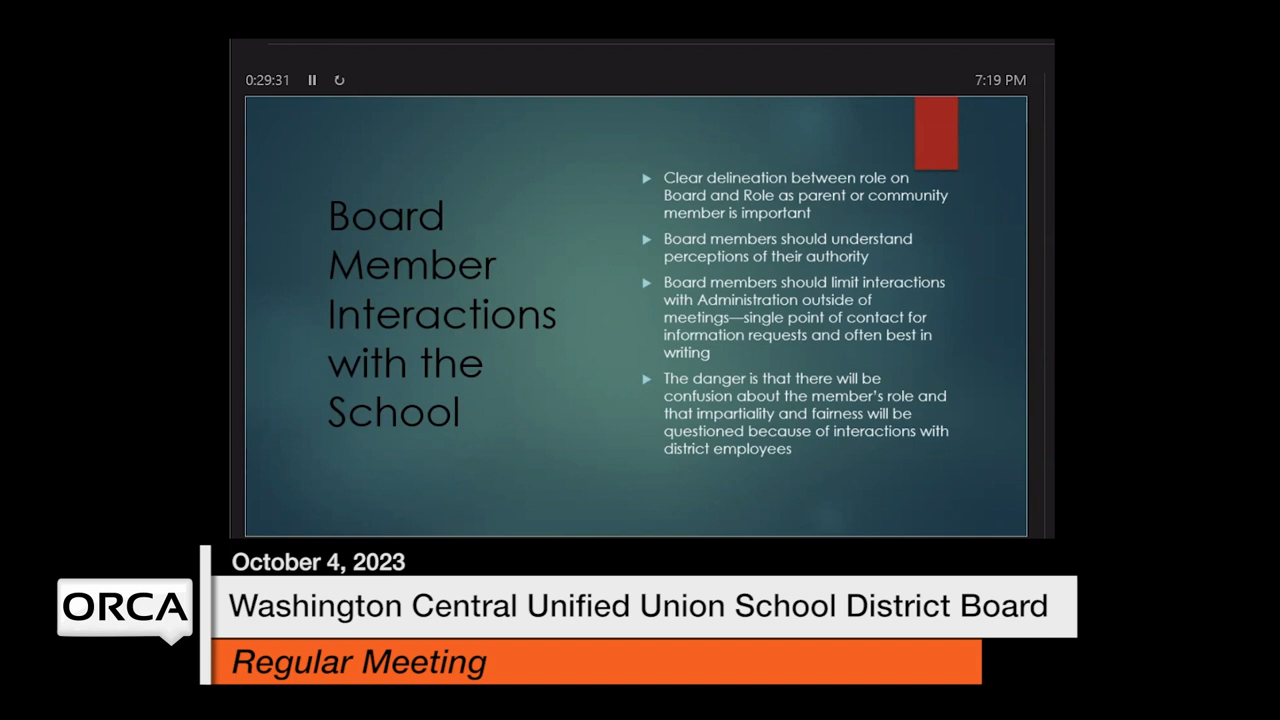 0:29:31
7:19 PM
Board
Member
Interactions
with the
School
Clear delineation between role on
Board and Role as parent or community
member is important
Board members should understand
perceptions of their authority
Board members should limit interactions
with Administration outside of
meetings—single point of contact for
information requests and often best in
writing
The danger is that there will be
confusion about the member's role and
that impartiality and fairness will be
questioned because of interactions with
district employees
October 4, 2023
ORCA
Washington Central Unified Union School District Board
Regular Meeting